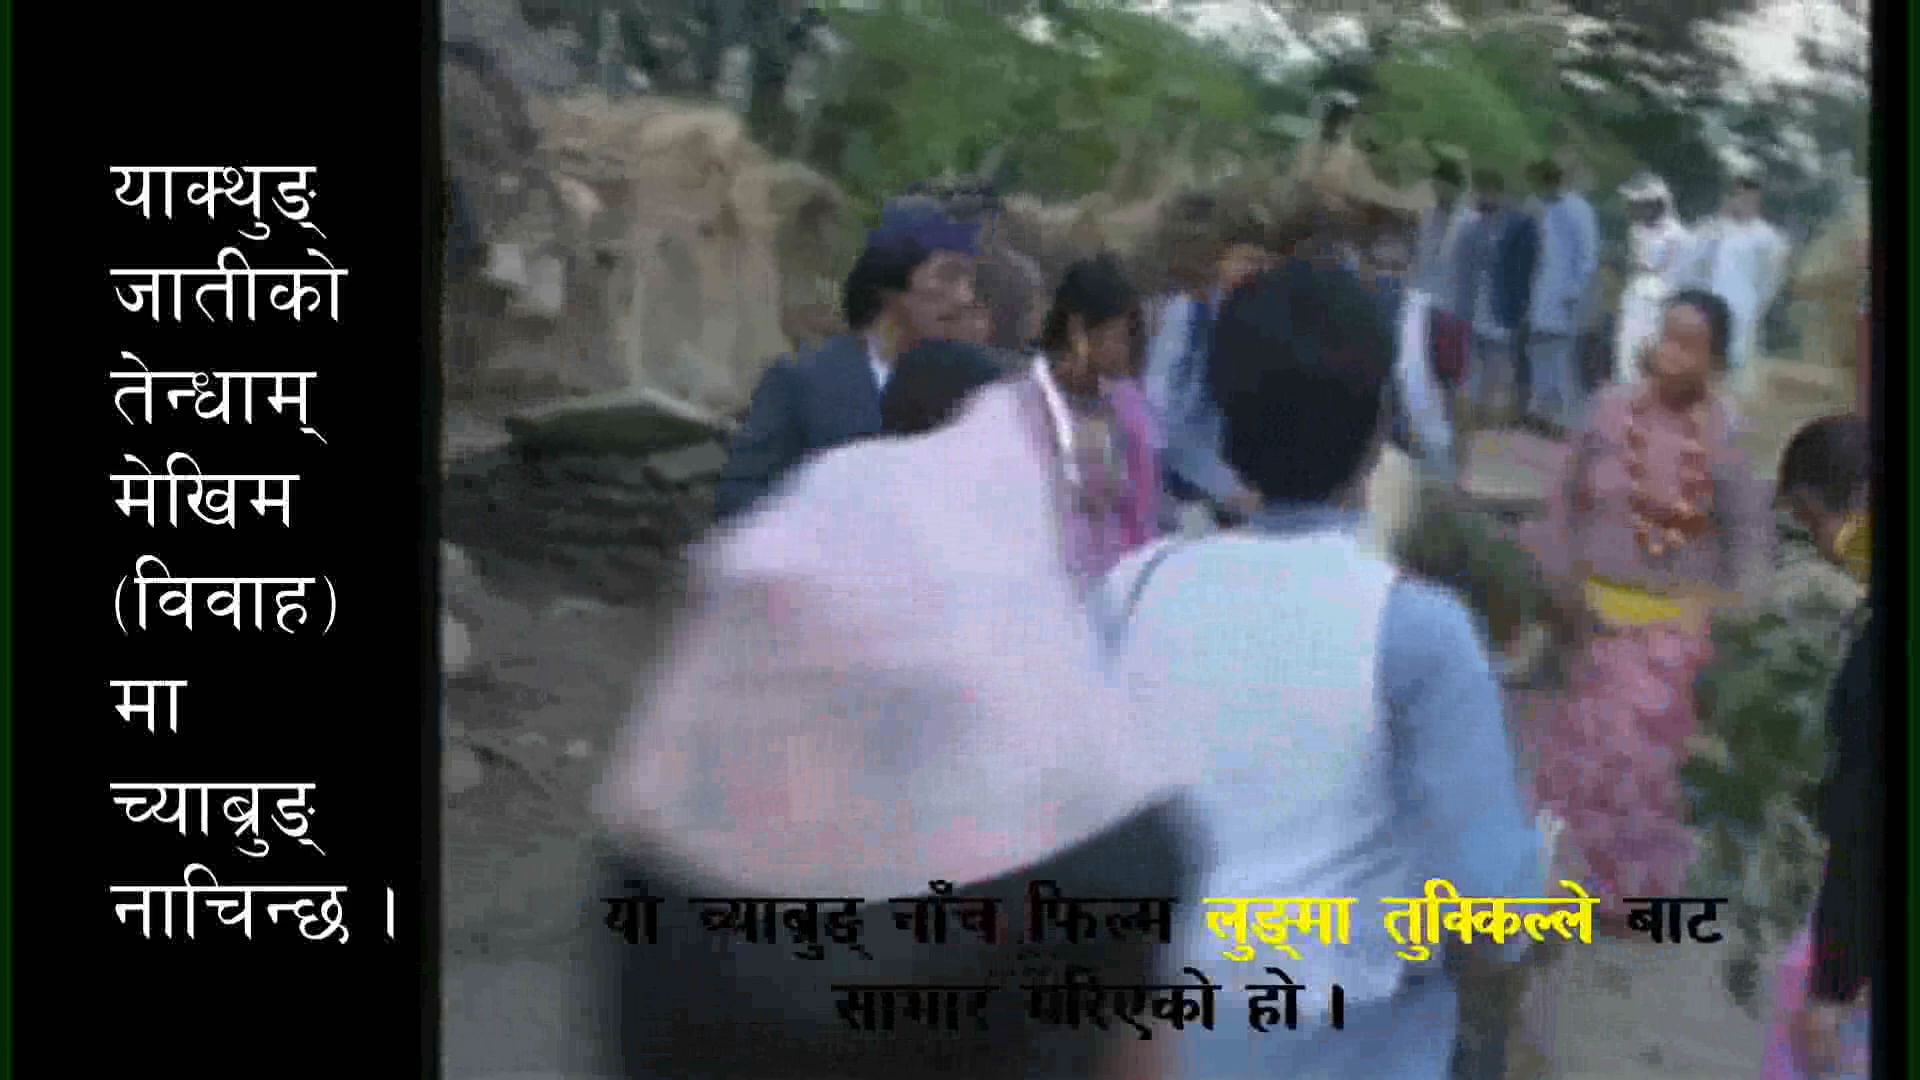 याक्थुङ्
जातीको
तेन्धाम्
मेखिम
(विवाह)
मा
च्याब्रुङ्
नाचिन्छ ।
यो च्याब्रुङ् नाँच फिल्म लुङ्मा तुक्किल्ले बाट
साभार गरिएको हो ।